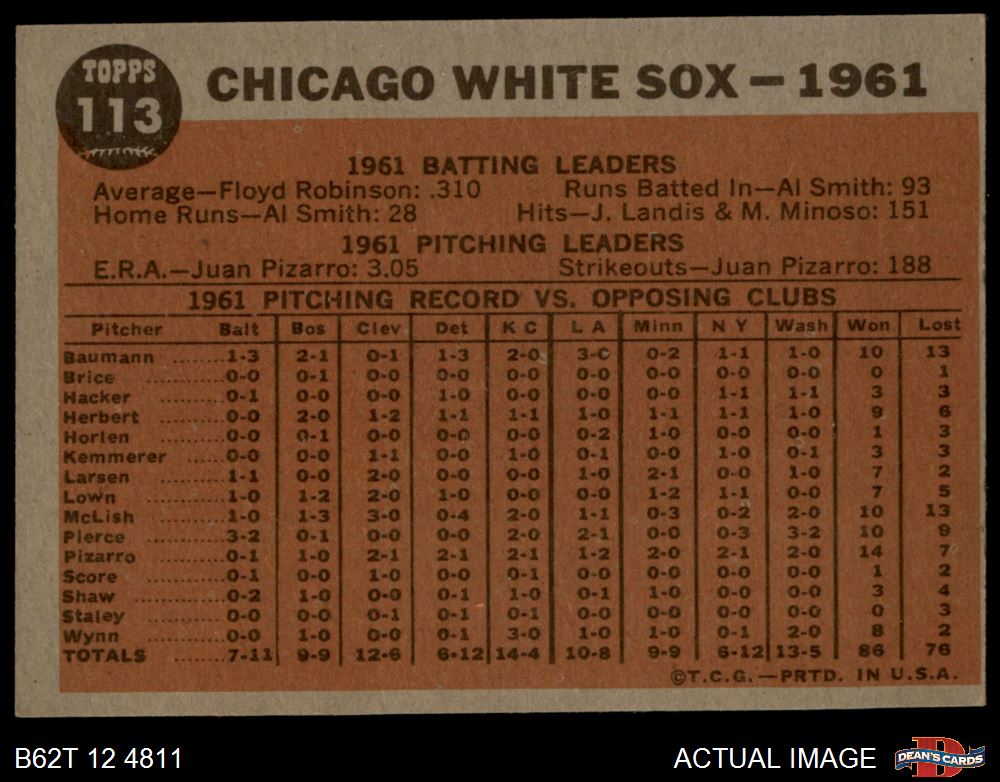 TOPPS
113
CHICAGO WHITE SOX — 1961
1961 BATTING LEADERS
Average—Floyd Robinson: .310 Runs Batted In—Al Smith: 93
Home Runs—Al Smith: 28 Hits—J. Landis & M. Minoso: 151
1961 PITCHING LEADERS
E.R.A.—Juan Pizarro: 3.05 Strikeouts—Juan Pizarro: 188
1961 PITCHING RECORD VS. OPPOSING CLUBS
Pitcher Balt Bos Clev Det K C L A Minn N Y Wash Won Lost
Baumann ........1-3 2-1 0-1 1-3 2-0 3-0 0-2 1-1 1-0 10 13
Brice ............0-0 0-1 0-0 0-0 0-0 0-0 0-0 0-0 0-0 0 1
Hacker ..........0-1 0-0 0-0 1-0 0-0 0-0 0-0 1-1 1-1 3 3
Herbert ..........0-0 2-0 1-2 1-1 1-1 1-0 1-1 1-1 1-0 9 6
Horlen ..........0-0 0-1 0-0 0-0 0-0 0-2 1-0 0-0 0-0 1 3
Kemmerer ......0-0 0-0 1-1 0-0 1-0 0-1 0-0 1-0 0-1 3 3
Larsen ..........1-1 0-0 2-0 0-0 0-0 1-0 2-1 0-0 1-0 7 2
Lown ............1-0 1-2 2-0 1-0 0-0 0-0 1-2 1-1 0-0 7 5
McLish ..........1-0 1-3 3-0 0-4 2-0 1-1 0-3 0-2 2-0 10 13
Pierce ..........3-2 0-1 0-0 0-0 2-0 2-1 0-0 0-3 3-2 10 9
Pizarro ..........0-1 1-0 2-1 2-1 2-1 1-2 2-0 2-1 2-0 14 7
Score ............0-1 0-0 1-0 0-0 0-1 0-0 0-0 0-0 0-0 1 2
Shaw ............0-2 1-0 0-0 0-1 1-0 0-1 1-0 0-0 0-0 3 4
Staley ..........0-0 0-0 0-1 0-1 0-1 0-0 0-0 0-0 0-0 0 3
Wynn ............0-0 1-0 0-0 0-1 3-0 1-0 1-0 0-1 2-0 8 2
TOTALS ........7-11 9-9 12-6 6-12 14-4 10-8 9-9 6-12 13-5 86 76
©T.C.G.—PRTD. IN U.S.A.
B62T 12 4811 ACTUAL IMAGE
D
DEAN'S CARDS